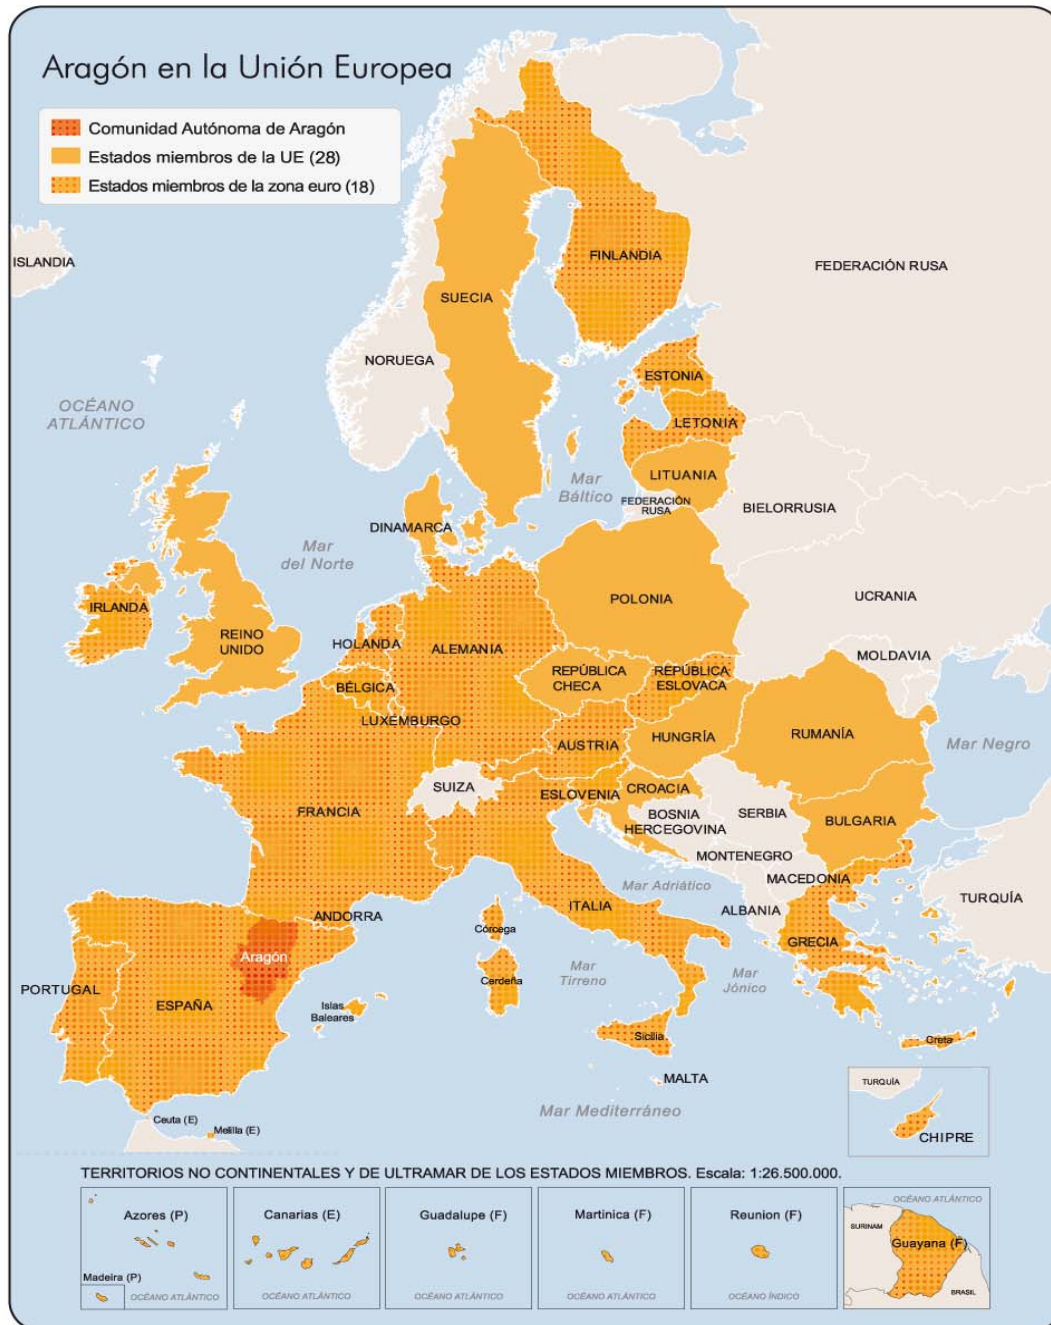 Aragón en la Unión Europea
Comunidad Autónoma de Aragón
Estados miembros de la UE (28)
Estados miembros de la zona euro (18)
ISLANDIA
FINLANDIA
FEDERACIÓN RUSA
SUECIA
NORUEGA
ESTONIA
OCÉANO
ATLÁNTICO
LETONIA
LITUANIA
Mar
Báltico
FEDERACIÓN
RUSA
BIELORRUSIA
DINAMARCA
Mar
del Norte
POLONIA
UCRANIA
IRLANDA
REINO
UNIDO
HOLANDA
ALEMANIA
MOLDAVIA
BÉLGICA
REPÚBLICA
CHECA
REPÚBLICA
ESLOVACA
LUXEMBURGO
AUSTRIA
HUNGRÍA
RUMANÍA
Mar Negro
SUIZA
ESLOVENIA
CROACIA
FRANCIA
BOSNIA
HERCEGOVINA
SERBIA
BULGARIA
MONTENEGRO
MACEDONIA
Mar Adriático
TURQUÍA
ITALIA
ALBANIA
ANDORRA
Córcega
GRECIA
Aragón
Cerdeña
Mar
Tirreno
Mar
Jónico
PORTUGAL
ESPAÑA
Islas
Baleares
Sicilia
Creta
MALTA
TURQUÍA
Mar Mediterráneo
Ceuta (E)
Melilla (E)
CHIPRE
TERRITORIOS NO CONTINENTALES Y DE ULTRAMAR DE LOS ESTADOS MIEMBROS. Escala: 1:26.500.000.
Azores (P)
Madeira (P)
OCÉANO ATLÁNTICO
Canarias (E)
OCÉANO ATLÁNTICO
Guadalupe (F)
OCÉANO ATLÁNTICO
Martinica (F)
OCÉANO ATLÁNTICO
Reunion (F)
OCÉANO ÍNDICO
OCÉANO ATLÁNTICO
SURINAM
Guayana (F)
BRASIL